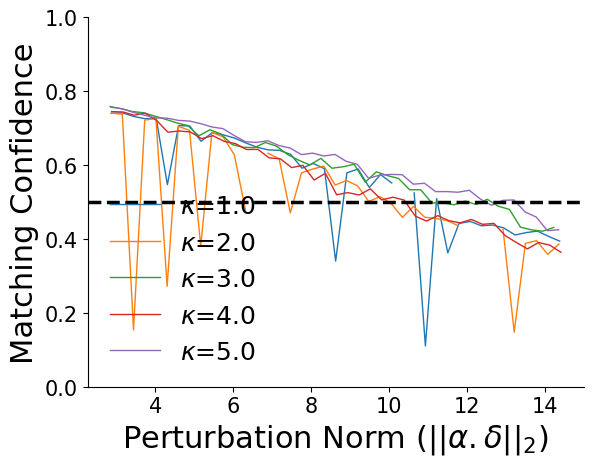 1.0
0.8
0.6
0.4
0.2
0.0
Matching Confidence
κ=1.0
κ=2.0
κ=3.0
κ=4.0
κ=5.0
4 6 8 10 12 14
Perturbation Norm (||α.δ||₂)